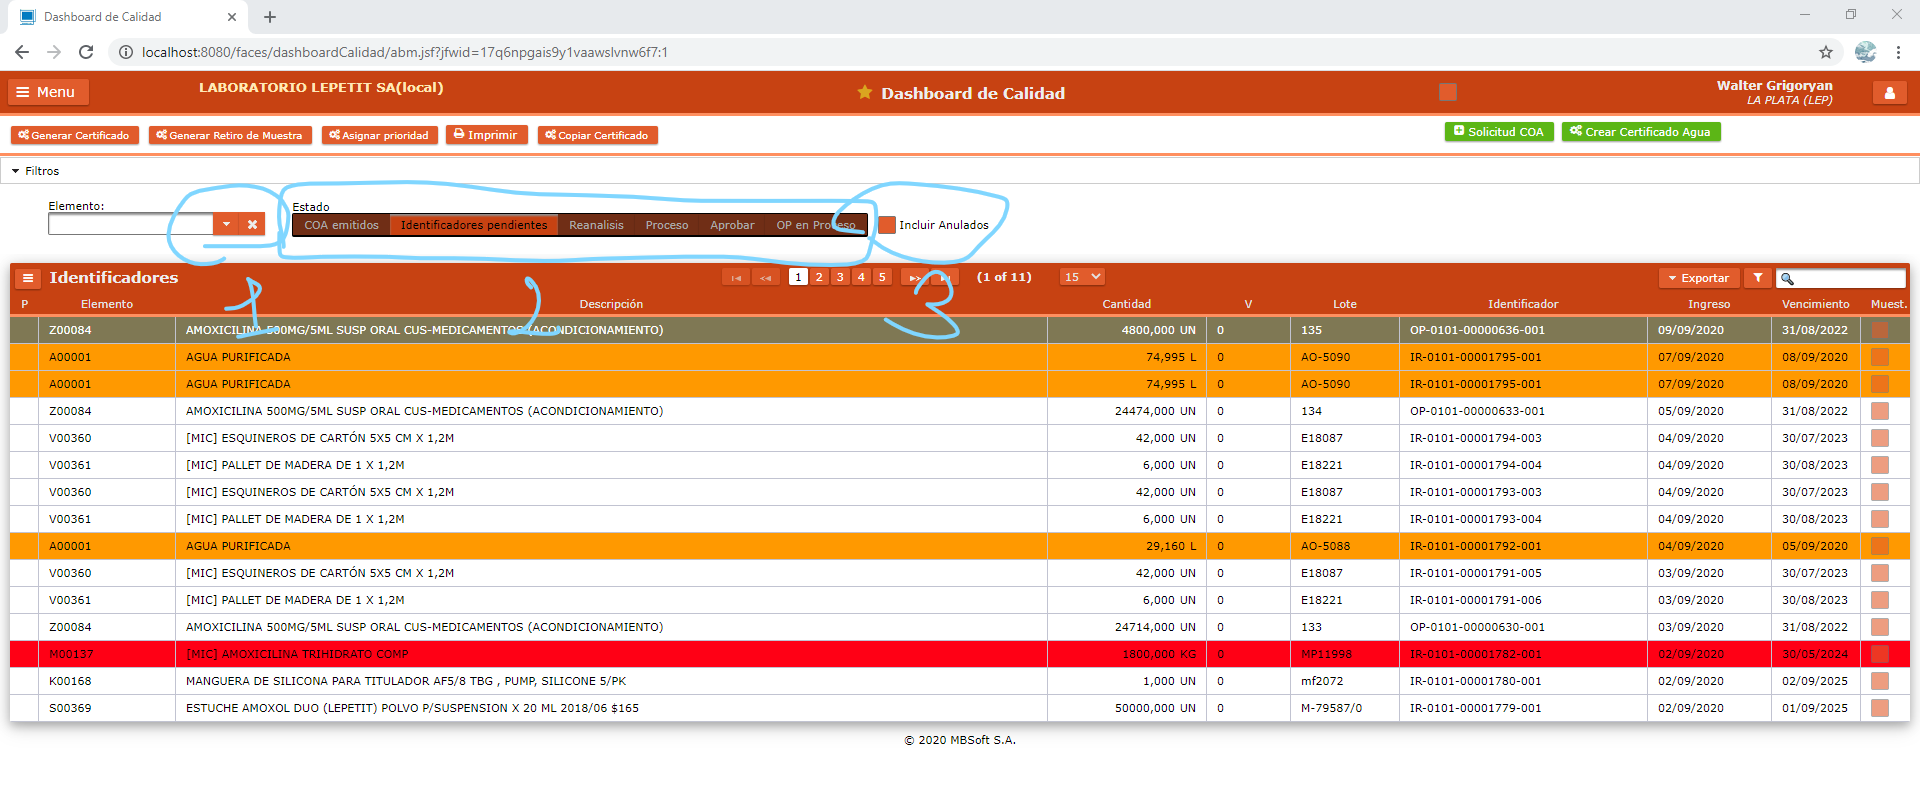 Dashboard de Calidad
localhost:8080/faces/dashboardCalidad/abm.jsf?jfwid=17q6npgais9y1vaawslvnw6f7:1
Menu LABORATORIO LEPETIT SA(local) Dashboard de Calidad Walter Grigoryan
LA PLATA (LEP)
Generar Certificado Generar Retiro de Muestra Asignar prioridad Imprimir Copiar Certificado Solicitud COA Crear Certificado Agua
Filtros
Elemento: Estado
COA emitidos Identificadores pendientes Reanalisis Proceso Aprobar OP en Proceso Incluir Anulados
1 2 3
Identificadores 1 2 3 4 5 (1 of 11) 15 Exportar
P Elemento Descripción Cantidad V Lote Identificador Ingreso Vencimiento Muest.
Z00084 AMOXICILINA 500MG/5ML SUSP ORAL CUS-MEDICAMENTOS (ACONDICIONAMIENTO) 4800,000 UN 0 135 OP-0101-00000636-001 09/09/2020 31/08/2022
A00001 AGUA PURIFICADA 74,995 L 0 AO-5090 IR-0101-00001795-001 07/09/2020 08/09/2020
A00001 AGUA PURIFICADA 74,995 L 0 AO-5090 IR-0101-00001795-001 07/09/2020 08/09/2020
Z00084 AMOXICILINA 500MG/5ML SUSP ORAL CUS-MEDICAMENTOS (ACONDICIONAMIENTO) 24474,000 UN 0 134 OP-0101-00000633-001 05/09/2020 31/08/2022
V00360 [MIC] ESQUINEROS DE CARTÓN 5X5 CM X 1,2M 42,000 UN 0 E18087 IR-0101-00001794-003 04/09/2020 30/07/2023
V00361 [MIC] PALLET DE MADERA DE 1 X 1,2M 6,000 UN 0 E18221 IR-0101-00001794-004 04/09/2020 30/08/2023
V00360 [MIC] ESQUINEROS DE CARTÓN 5X5 CM X 1,2M 42,000 UN 0 E18087 IR-0101-00001793-003 04/09/2020 30/07/2023
V00361 [MIC] PALLET DE MADERA DE 1 X 1,2M 6,000 UN 0 E18221 IR-0101-00001793-004 04/09/2020 30/08/2023
A00001 AGUA PURIFICADA 29,160 L 0 AO-5088 IR-0101-00001792-001 04/09/2020 05/09/2020
V00360 [MIC] ESQUINEROS DE CARTÓN 5X5 CM X 1,2M 42,000 UN 0 E18087 IR-0101-00001791-005 03/09/2020 30/07/2023
V00361 [MIC] PALLET DE MADERA DE 1 X 1,2M 6,000 UN 0 E18221 IR-0101-00001791-006 03/09/2020 30/08/2023
Z00084 AMOXICILINA 500MG/5ML SUSP ORAL CUS-MEDICAMENTOS (ACONDICIONAMIENTO) 24714,000 UN 0 133 OP-0101-00000630-001 03/09/2020 31/08/2022
M00137 [MIC] AMOXICILINA TRIHIDRATO COMP 1800,000 KG 0 MP11998 IR-0101-00001782-001 02/09/2020 30/05/2024
K00168 MANGUERA DE SILICONA PARA TITULADOR AF5/8 TBG , PUMP, SILICONE 5/PK 1,000 UN 0 mf2072 IR-0101-00001780-001 02/09/2020 02/09/2025
S00369 ESTUCHE AMOXOL DUO (LEPETIT) POLVO P/SUSPENSION X 20 ML 2018/06 $165 50000,000 UN 0 M-79587/0 IR-0101-00001779-001 02/09/2020 01/09/2025
© 2020 MBSoft S.A.